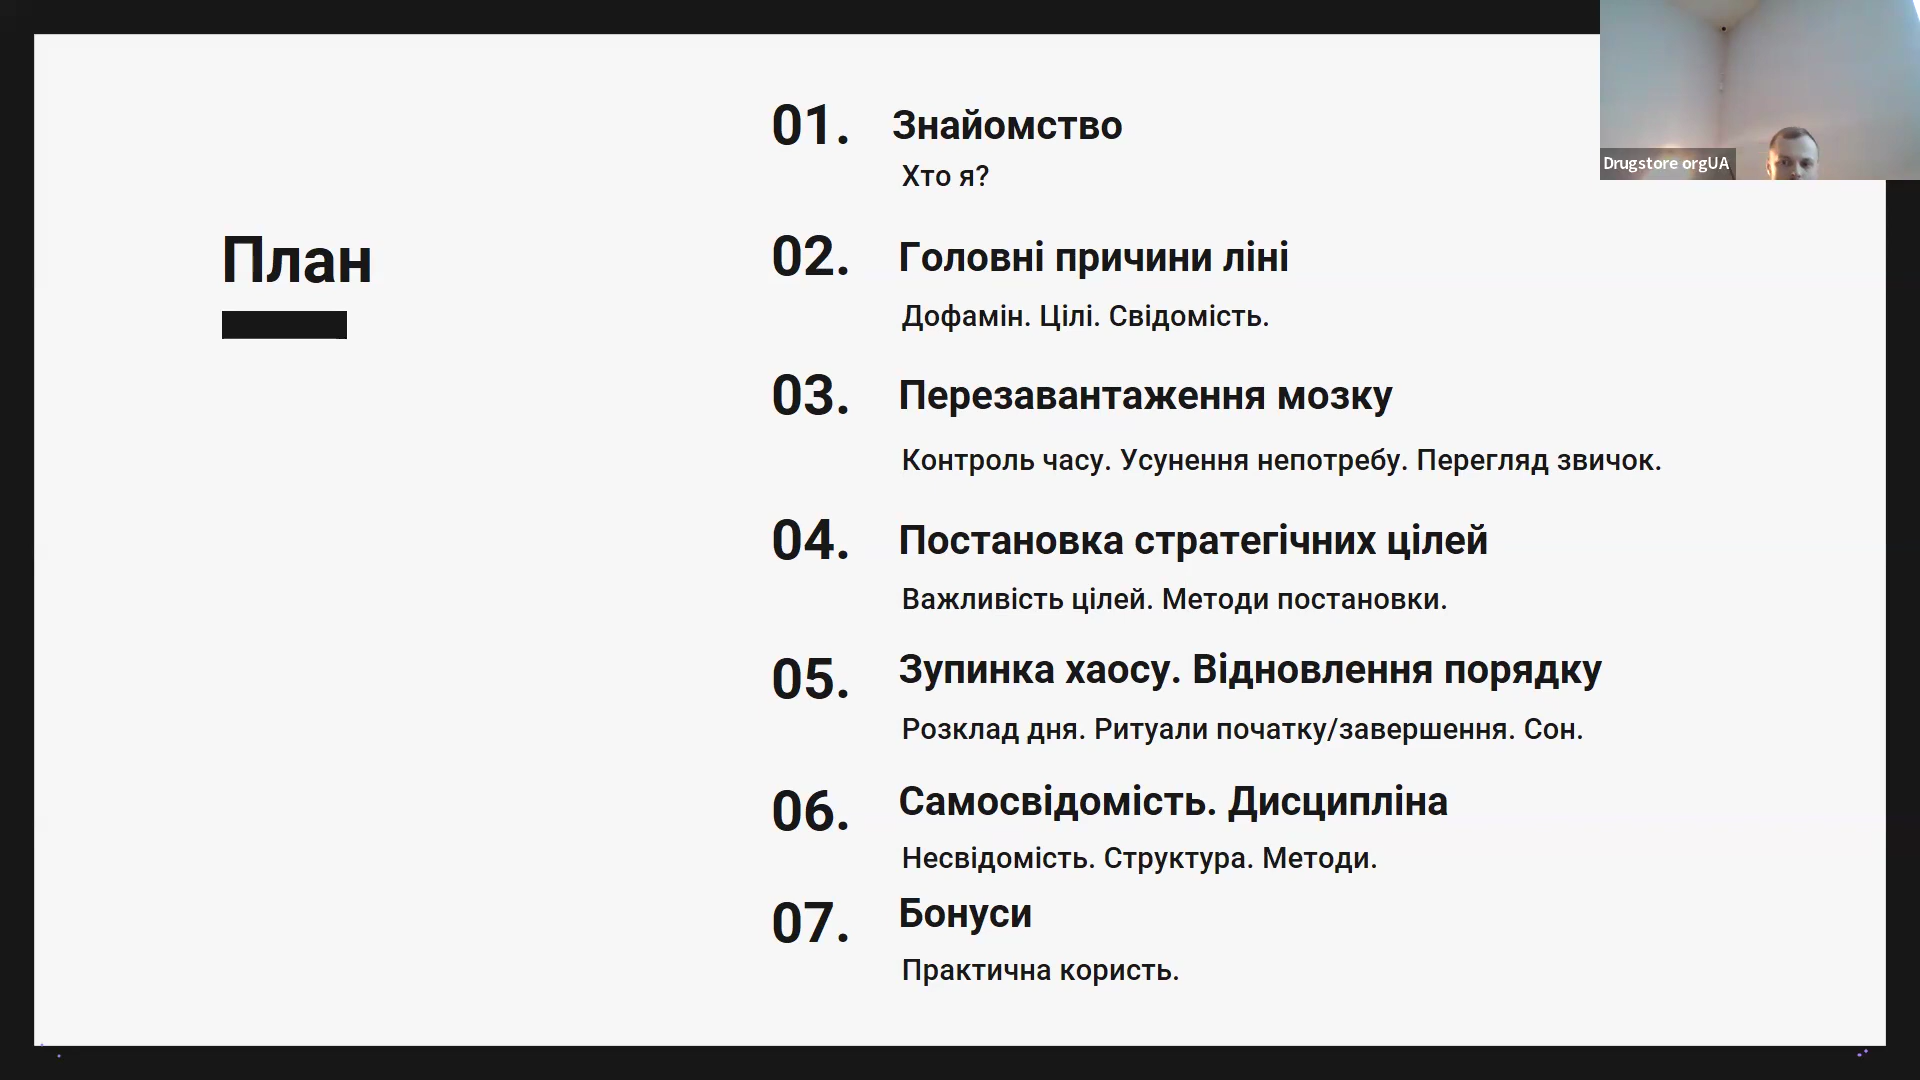 План
01. Знайомство
Хто я?
02. Головні причини ліні
Дофамін. Цілі. Свідомість.
03. Перезавантаження мозку
Контроль часу. Усунення непотребу. Перегляд звичок.
04. Постановка стратегічних цілей
Важливість цілей. Методи постановки.
05. Зупинка хаосу. Відновлення порядку
Розклад дня. Ритуали початку/завершення. Сон.
06. Самосвідомість. Дисципліна
Несвідомість. Структура. Методи.
07. Бонуси
Практична користь.
Drugstore orgUA